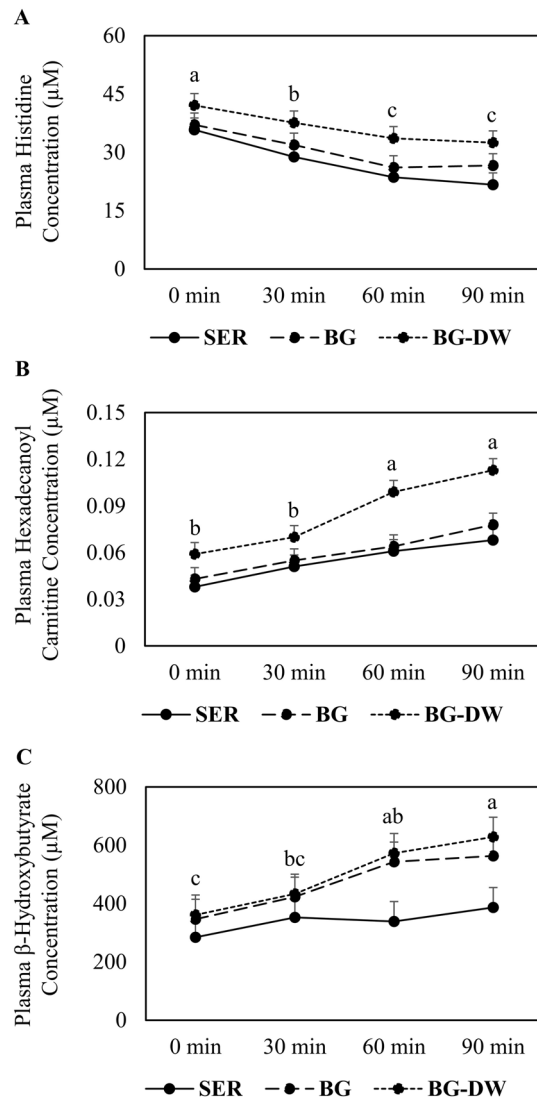 A
Plasma Histidine
Concentration (μM)
60
45
30
15
0
a
b
c
c
0 min 30 min 60 min 90 min
SER BG BG-DW
B
Plasma Hexadecanoyl
Carnitine Concentration (μM)
0.15
0.12
0.09
0.06
0.03
0
b
b
a
a
0 min 30 min 60 min 90 min
SER BG BG-DW
C
Plasma β-Hydroxybutyrate
Concentration (μM)
800
600
400
200
0
c
bc
ab
a
0 min 30 min 60 min 90 min
SER BG BG-DW